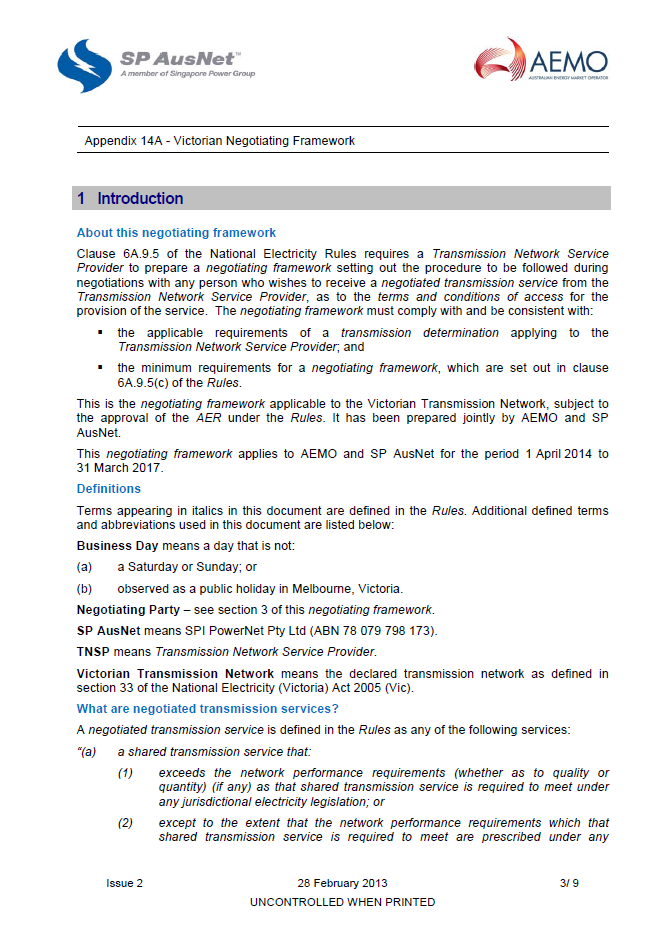 SP AusNet™
A member of Singapore Power Group
AEMO
AUSTRALIAN ENERGY MARKET OPERATOR
Appendix 14A - Victorian Negotiating Framework
1 Introduction
About this negotiating framework
Clause 6A.9.5 of the National Electricity Rules requires a Transmission Network Service
Provider to prepare a negotiating framework setting out the procedure to be followed during
negotiations with any person who wishes to receive a negotiated transmission service from the
Transmission Network Service Provider, as to the terms and conditions of access for the
provision of the service. The negotiating framework must comply with and be consistent with:
▪ the applicable requirements of a transmission determination applying to the
Transmission Network Service Provider; and
▪ the minimum requirements for a negotiating framework, which are set out in clause
6A.9.5(c) of the Rules.
This is the negotiating framework applicable to the Victorian Transmission Network, subject to
the approval of the AER under the Rules. It has been prepared jointly by AEMO and SP
AusNet.
This negotiating framework applies to AEMO and SP AusNet for the period 1 April 2014 to
31 March 2017.
Definitions
Terms appearing in italics in this document are defined in the Rules. Additional defined terms
and abbreviations used in this document are listed below:
Business Day means a day that is not:
(a) a Saturday or Sunday; or
(b) observed as a public holiday in Melbourne, Victoria.
Negotiating Party – see section 3 of this negotiating framework.
SP AusNet means SPI PowerNet Pty Ltd (ABN 78 079 798 173).
TNSP means Transmission Network Service Provider.
Victorian Transmission Network means the declared transmission network as defined in
section 33 of the National Electricity (Victoria) Act 2005 (Vic).
What are negotiated transmission services?
A negotiated transmission service is defined in the Rules as any of the following services:
“(a) a shared transmission service that:
(1) exceeds the network performance requirements (whether as to quality or
quantity) (if any) as that shared transmission service is required to meet under
any jurisdictional electricity legislation; or
(2) except to the extent that the network performance requirements which that
shared transmission service is required to meet are prescribed under any
Issue 2 28 February 2013 3/ 9
UNCONTROLLED WHEN PRINTED